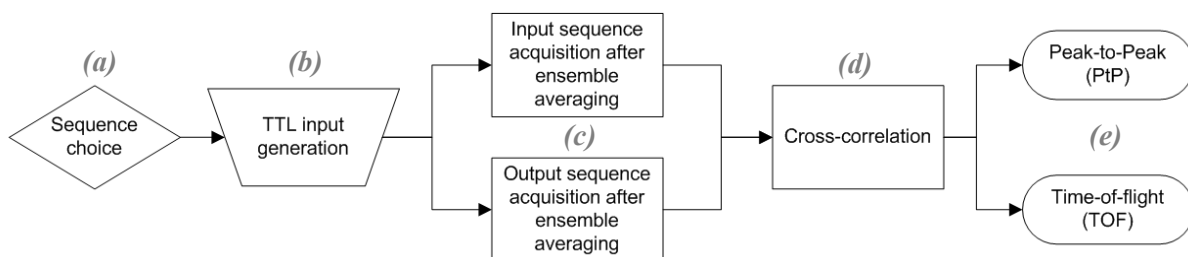 (a)
Sequence
choice
(b)
TTL input
generation
Input sequence
acquisition after
ensemble
averaging
(c)
Output sequence
acquisition after
ensemble
averaging
(d)
Cross-correlation
Peak-to-Peak
(PtP)
(e)
Time-of-flight
(TOF)